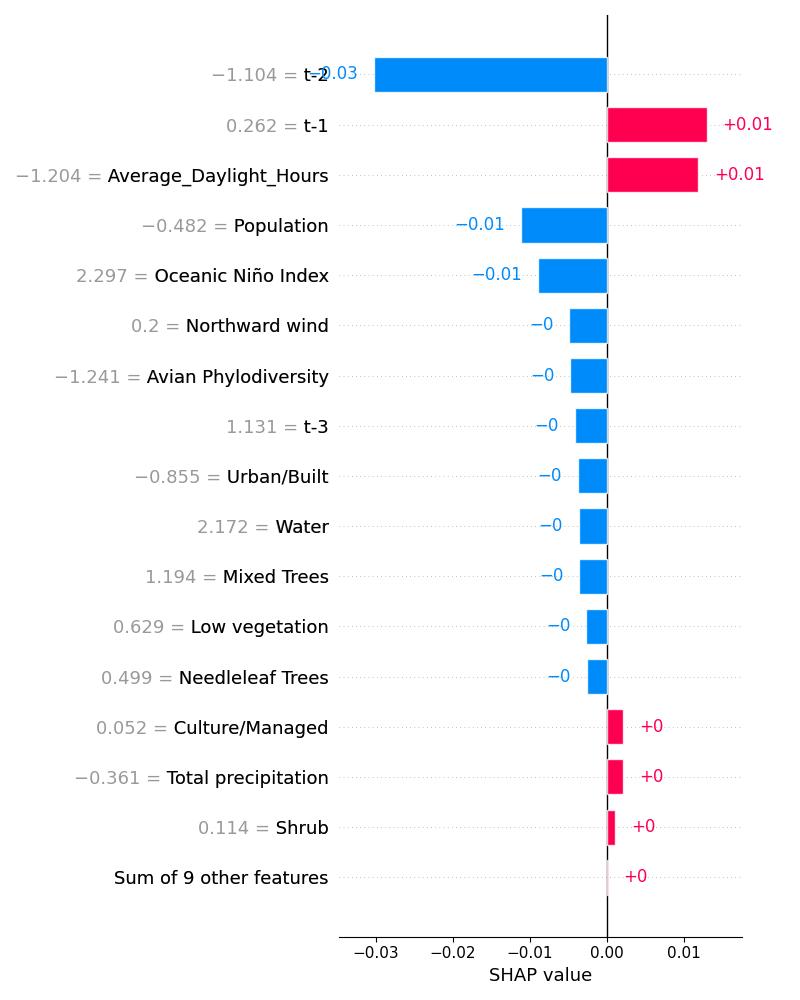 −1.104 = t-2 −0.03
0.262 = t-1 +0.01
−1.204 = Average_Daylight_Hours +0.01
−0.482 = Population −0.01
2.297 = Oceanic Niño Index −0.01
0.2 = Northward wind −0
−1.241 = Avian Phylodiversity −0
1.131 = t-3 −0
−0.855 = Urban/Built −0
2.172 = Water −0
1.194 = Mixed Trees −0
0.629 = Low vegetation −0
0.499 = Needleleaf Trees −0
0.052 = Culture/Managed +0
−0.361 = Total precipitation +0
0.114 = Shrub +0
Sum of 9 other features +0
−0.03 −0.02 −0.01 0.00 0.01
SHAP value